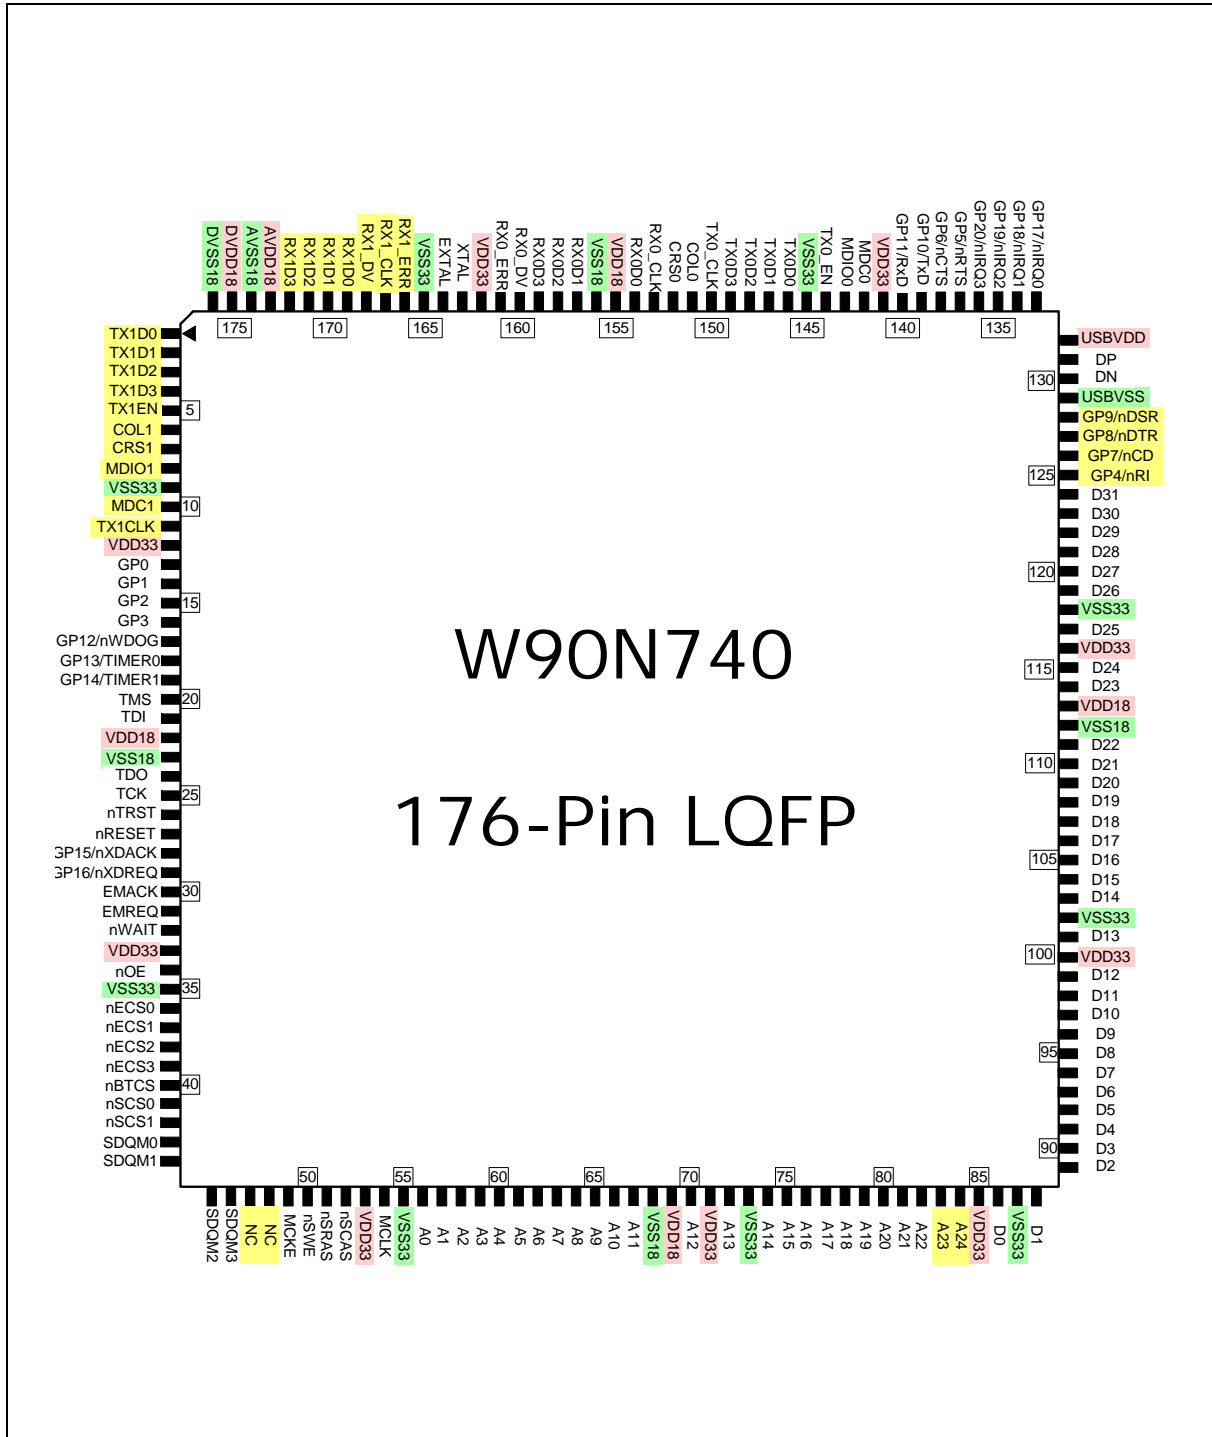 DVSS18
DVDD18
AVSS18
AVDD18
RX1D3
RX1D2
RX1D1
RX1D0
RX1_DV
RX1_CLK
RX1_ERR
VSS33
EXTAL
XTAL
VDD33
RX0_ERR
RX0_DV
RX0D3
RX0D2
RX0D1
VSS18
VDD18
RX0D0
RX0_CLK
CRS0
COL0
TX0_CLK
TX0D3
TX0D2
TX0D1
TX0D0
VSS33
TX0_EN
MDIO0
MDC0
VDD33
GP11/RxD
GP10/TxD
GP6/nCTS
GP5/nRTS
GP20/nIRQ3
GP19/nIRQ2
GP18/nIRQ1
GP17/nIRQ0
175 170 165 160 155 150 145 140 135
TX1D0
TX1D1
TX1D2
TX1D3
TX1EN 5
COL1
CRS1
MDIO1
VSS33
MDC1 10
TX1CLK
VDD33
GP0
GP1
GP2 15
GP3
GP12/nWDOG
GP13/TIMER0
GP14/TIMER1
TMS 20
TDI
VDD18
VSS18
TDO
TCK 25
nTRST
nRESET
GP15/nXDACK
GP16/nXDREQ
EMACK 30
EMREQ
nWAIT
VDD33
nOE
VSS33 35
nECS0
nECS1
nECS2
nECS3
nBTCS 40
nSCS0
nSCS1
SDQM0
SDQM1
W90N740
176-Pin LQFP
USBVDD
DP
130 DN
USBVSS
GP9/nDSR
GP8/nDTR
GP7/nCD
125 GP4/nRI
D31
D30
D29
D28
120 D27
D26
VSS33
D25
VDD33
115 D24
D23
VDD18
VSS18
D22
110 D21
D20
D19
D18
D17
105 D16
D15
D14
VSS33
D13
100 VDD33
D12
D11
D10
D9
95 D8
D7
D6
D5
D4
90 D3
D2
50 55 60 65 70 75 80 85
SDQM2
SDQM3
NC
NC
MCKE
nSWE
nSRAS
nSCAS
VDD33
MCLK
VSS33
A0
A1
A2
A3
A4
A5
A6
A7
A8
A9
A10
A11
VSS18
VDD18
A12
VDD33
A13
VSS33
A14
A15
A16
A17
A18
A19
A20
A21
A22
A23
A24
VDD33
D0
VSS33
D1